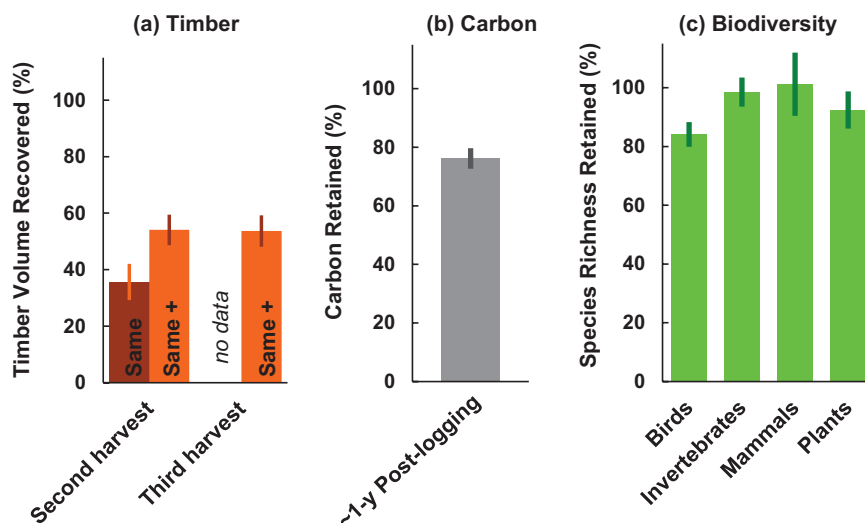 (a) Timber
Timber Volume Recovered (%)
100
80
60
40
20
0
Same
Same +
no data
Same +
Second harvest
Third harvest
(b) Carbon
Carbon Retained (%)
100
80
60
40
20
0
~1-y Post-logging
(c) Biodiversity
Species Richness Retained (%)
100
80
60
40
20
0
Birds
Invertebrates
Mammals
Plants